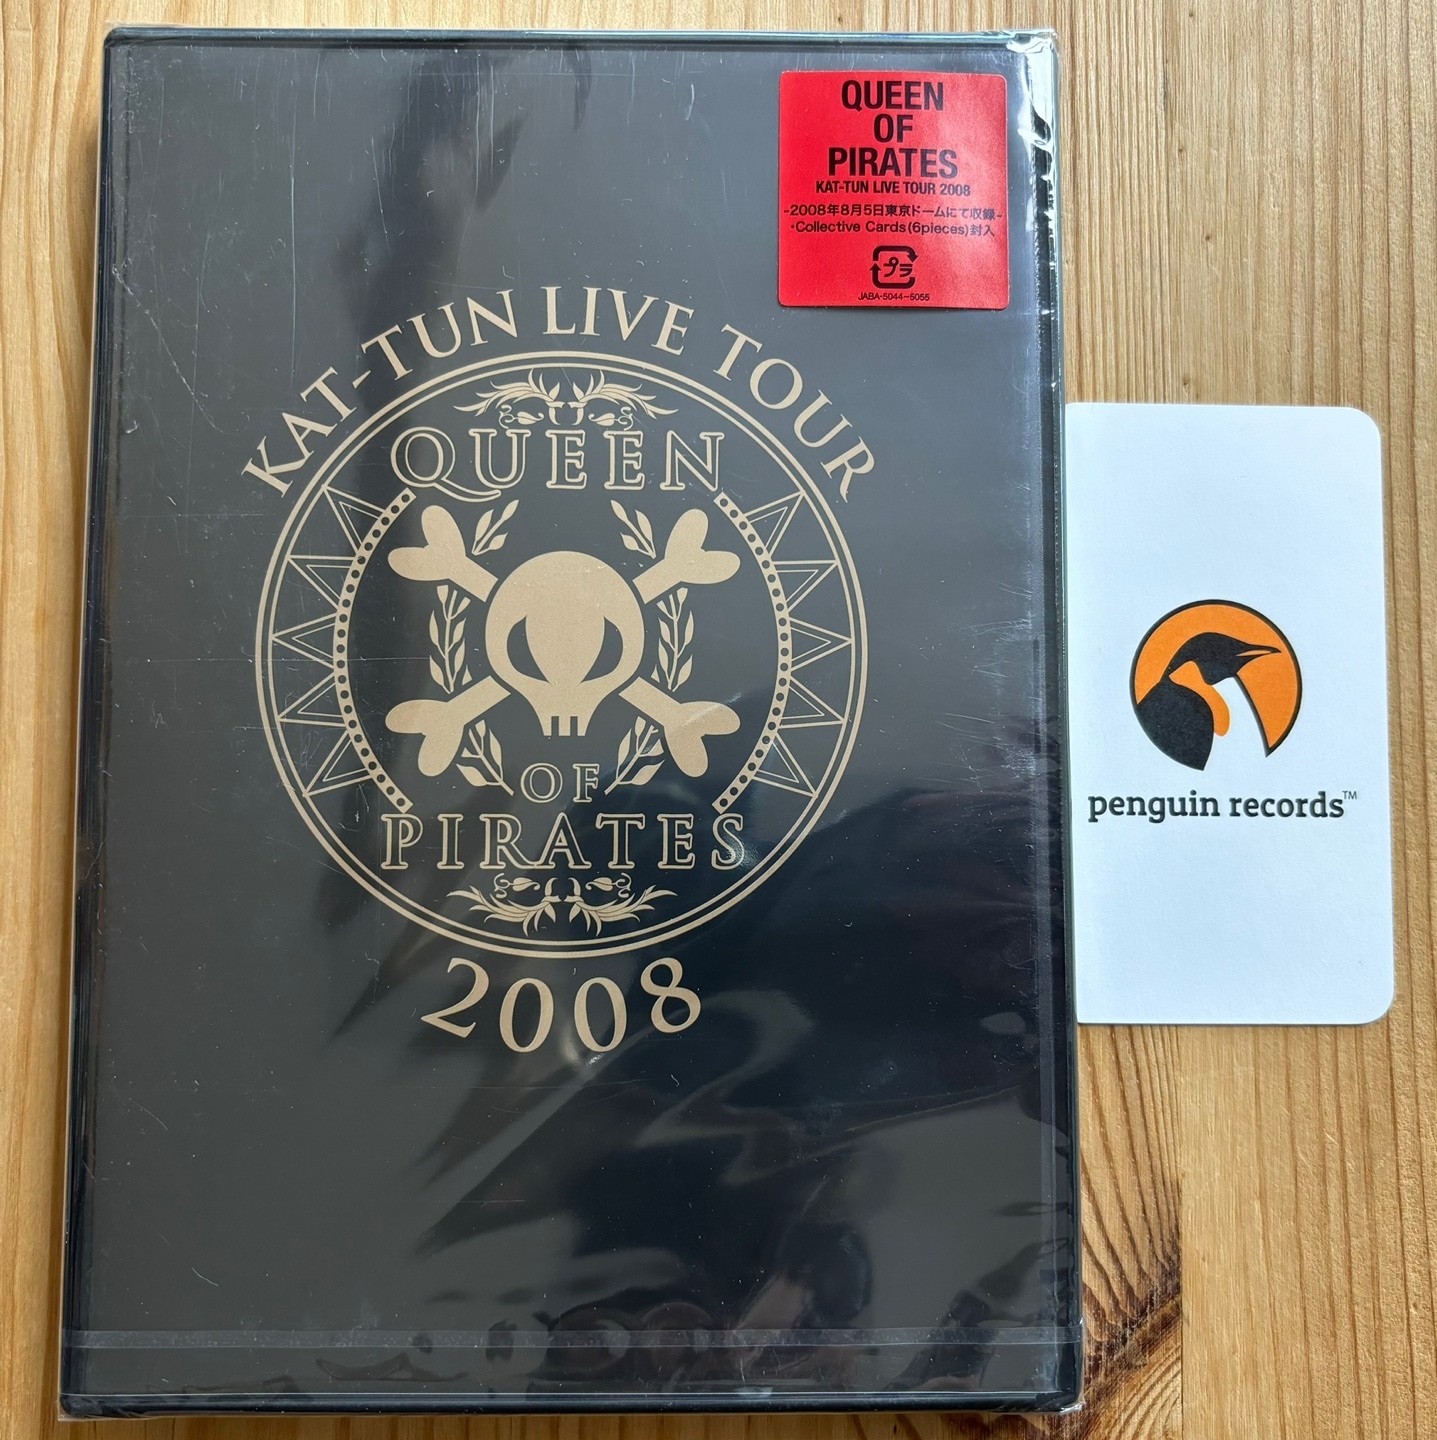 QUEEN
OF
PIRATES
KAT-TUN LIVE TOUR 2008
-2008年8月5日東京ドームにて収録-
・Collective Cards(6pieces)封入
プラ
JABA-5044~5055
KAT-TUN LIVE TOUR
QUEEN
OF
PIRATES
2008
penguin records™